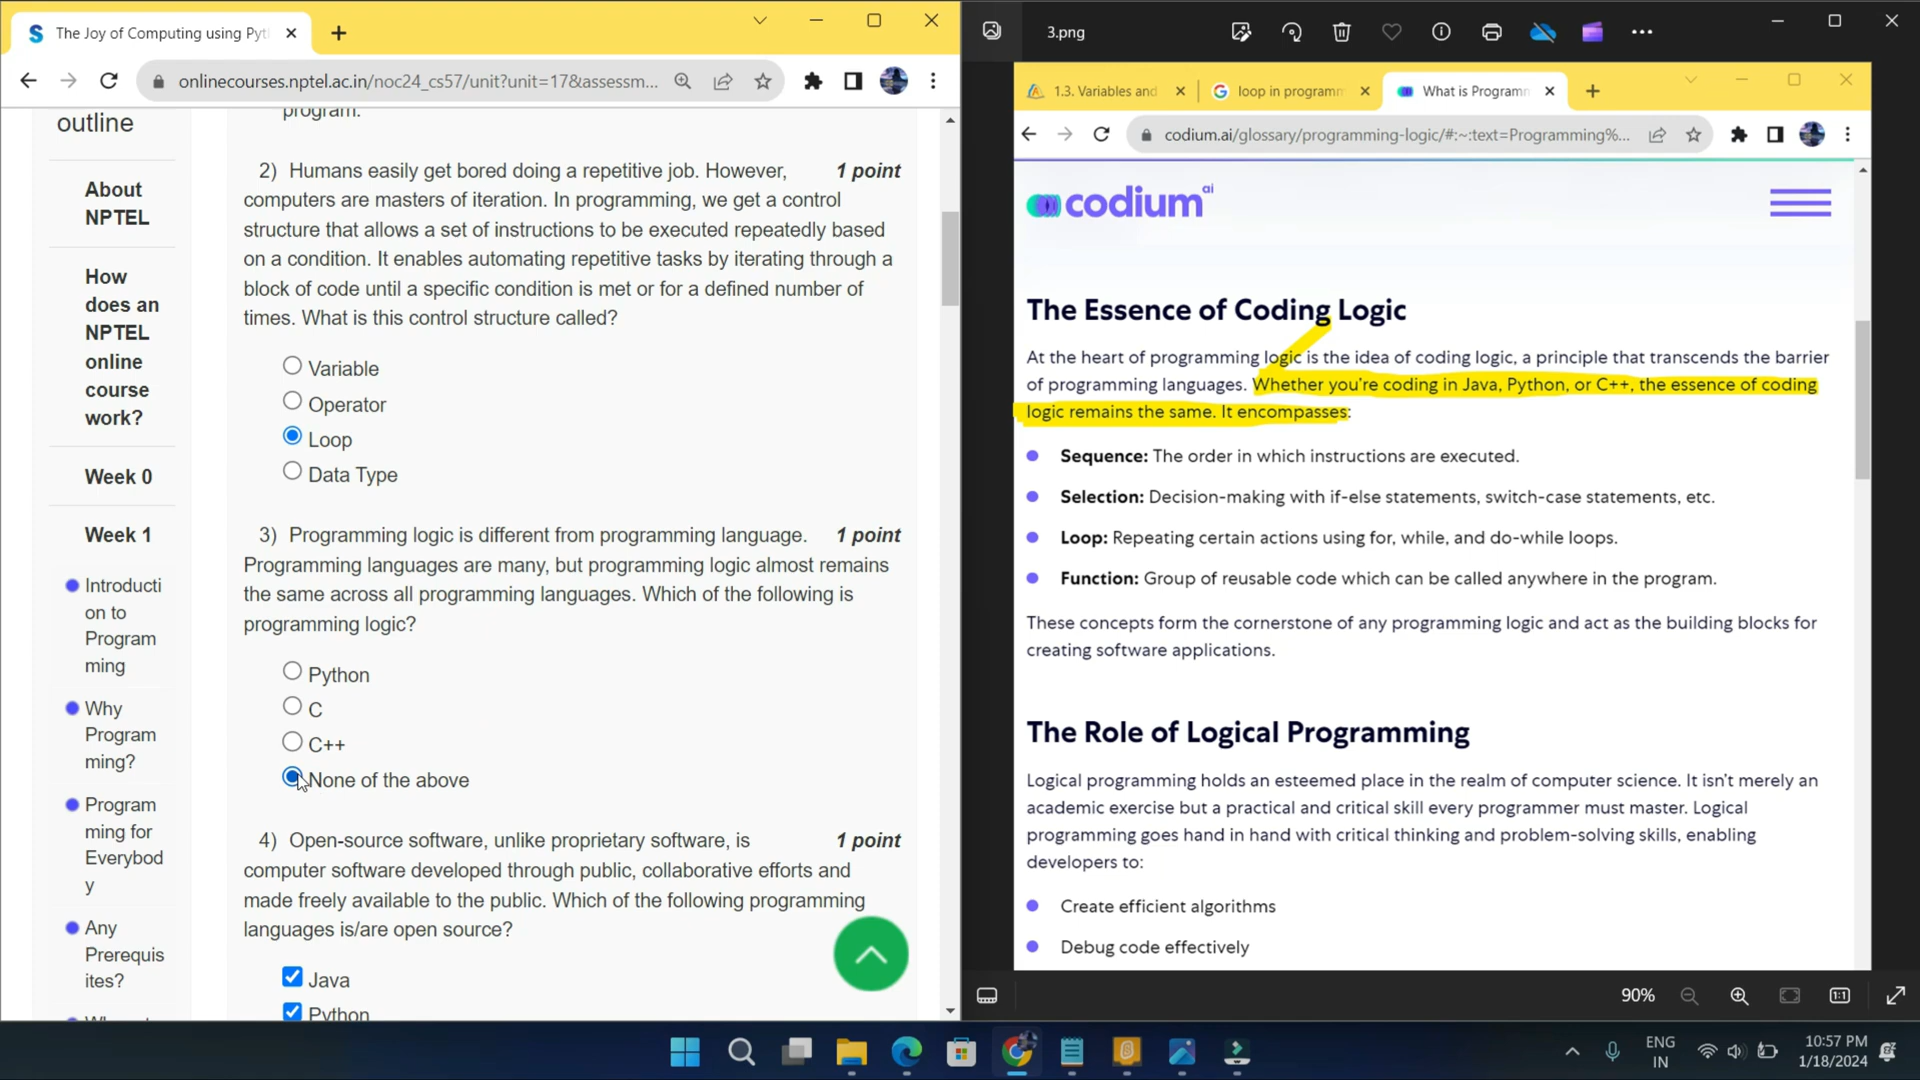 The Joy of Computing using Pyt
onlinecourses.nptel.ac.in/noc24_cs57/unit?unit=17&assessm...
outline
About
NPTEL
How
does an
NPTEL
online
course
work?
Week 0
Week 1
Introducti
on to
Program
ming
Why
Program
ming?
Program
ming for
Everybod
y
Any
Prerequis
ites?
program.
2) Humans easily get bored doing a repetitive job. However, 1 point
computers are masters of iteration. In programming, we get a control
structure that allows a set of instructions to be executed repeatedly based
on a condition. It enables automating repetitive tasks by iterating through a
block of code until a specific condition is met or for a defined number of
times. What is this control structure called?
Variable
Operator
Loop
Data Type
3) Programming logic is different from programming language. 1 point
Programming languages are many, but programming logic almost remains
the same across all programming languages. Which of the following is
programming logic?
Python
C
C++
None of the above
4) Open-source software, unlike proprietary software, is 1 point
computer software developed through public, collaborative efforts and
made freely available to the public. Which of the following programming
languages is/are open source?
Java
Python
3.png
1.3. Variables and
loop in programm
What is Programm
codium.ai/glossary/programming-logic/#:~:text=Programming%...
codium ai
The Essence of Coding Logic
At the heart of programming logic is the idea of coding logic, a principle that transcends the barrier
of programming languages. Whether you're coding in Java, Python, or C++, the essence of coding
logic remains the same. It encompasses:
Sequence: The order in which instructions are executed.
Selection: Decision-making with if-else statements, switch-case statements, etc.
Loop: Repeating certain actions using for, while, and do-while loops.
Function: Group of reusable code which can be called anywhere in the program.
These concepts form the cornerstone of any programming logic and act as the building blocks for
creating software applications.
The Role of Logical Programming
Logical programming holds an esteemed place in the realm of computer science. It isn't merely an
academic exercise but a practical and critical skill every programmer must master. Logical
programming goes hand in hand with critical thinking and problem-solving skills, enabling
developers to:
Create efficient algorithms
Debug code effectively
90%
1:1
ENG
IN
10:57 PM
1/18/2024